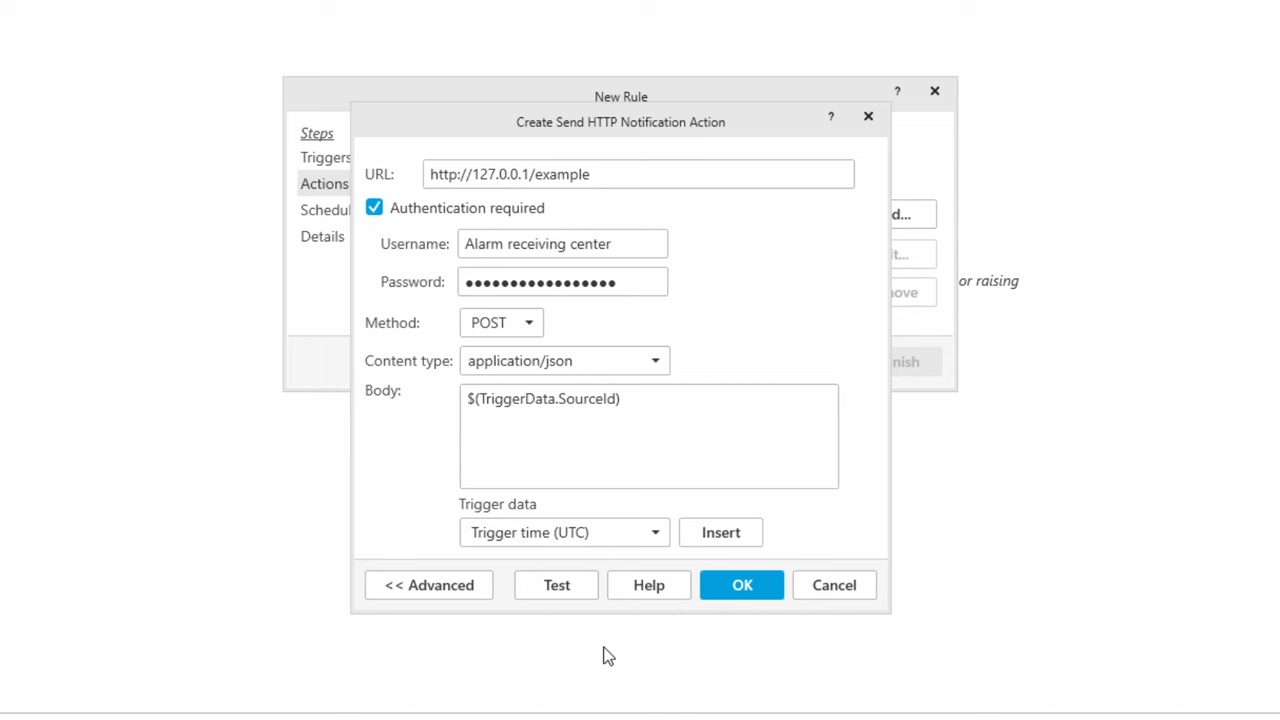 New Rule
?
Create Send HTTP Notification Action
?
Steps
Triggers
Actions
Schedul
Details
URL: http://127.0.0.1/example
Authentication required
Username: Alarm receiving center
Password: •••••••••••••••••
Method: POST
Content type: application/json
Body: $(TriggerData.SourceId)
Trigger data
Trigger time (UTC) Insert
<< Advanced Test Help OK Cancel
d...
t...
or raising
ove
nish